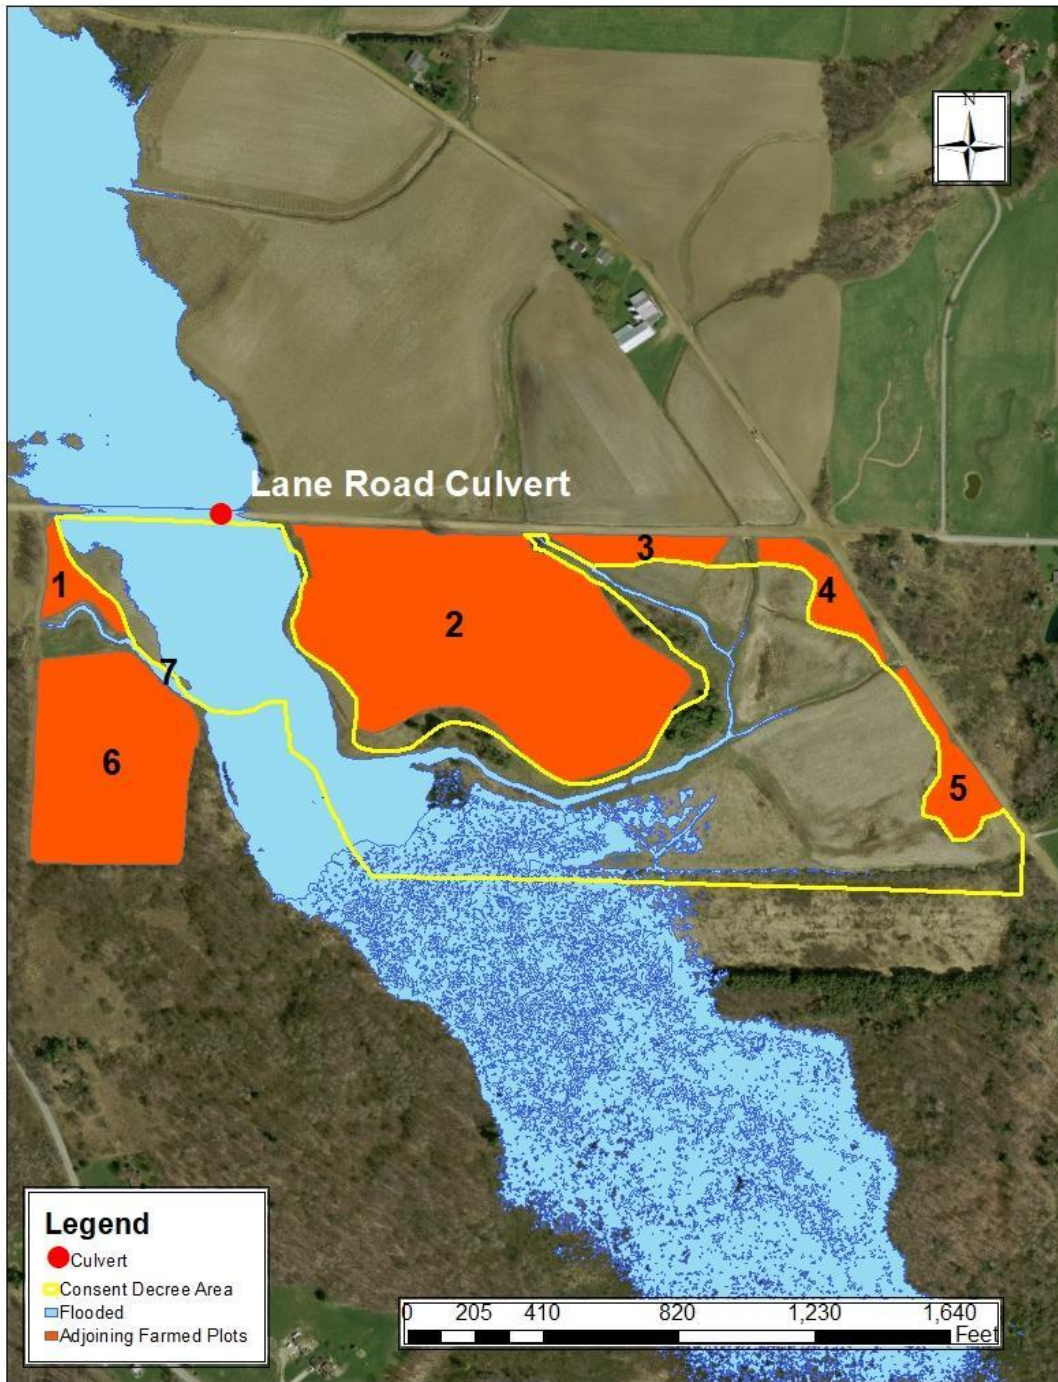 N
Lane Road Culvert
1
2
3
4
5
6
7
Legend
Culvert
Consent Decree Area
Flooded
Adjoining Farmed Plots
0 205 410 820 1,230 1,640
Feet